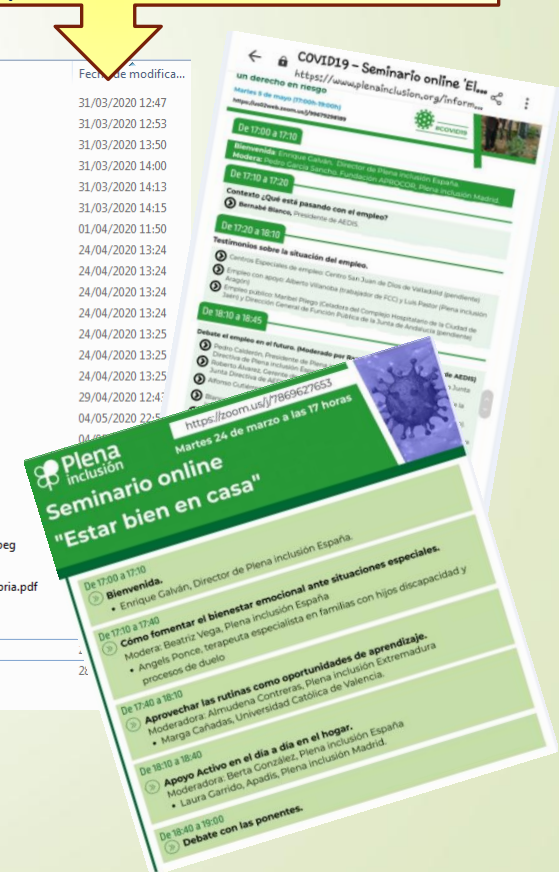 Fecha de modifica...
31/03/2020 12:47
31/03/2020 12:53
31/03/2020 13:50
31/03/2020 14:00
31/03/2020 14:13
31/03/2020 14:15
01/04/2020 11:50
24/04/2020 13:24
24/04/2020 13:24
24/04/2020 13:24
24/04/2020 13:24
24/04/2020 13:25
24/04/2020 13:25
24/04/2020 13:25
29/04/2020 12:4
04/05/2020 22:5
04/
peg
oria.pdf
28
COVID19 – Seminario online 'El...
https://www.plenainclusion.org/inform...
un derecho en riesgo
Martes 5 de mayo (17:00h-19:00h)
#COVID19
De 17:00 a 17:10
Bienvenida: Enrique Galván, Director de Plena inclusión España.
Modera: Pedro García Sancho. Fundación APROCOR, Plena inclusión Madrid.
De 17:10 a 17:20
Contexto ¿Qué está pasando con el empleo?
Bernabé Blanco, Presidente de AEDIS.
De 17:20 a 18:10
Testimonios sobre la situación del empleo.
Centros Especiales de empleo: Centro San Juan de Dios de Valladolid (pendiente)
Empleo con apoyo: Alberto Villanoba (trabajador de FCC) y Luis Pastor (Plena inclusión
Aragón)
Empleo público: Maribel Pliego (Celadora del Complejo Hospitalario de la Ciudad de
Jaén) y Dirección General de Función Pública de la Junta de Andalucía (pendiente)
De 18:10 a 18:45
Debate el empleo en el futuro. (Moderado por
de AEDIS)
Pedro Calderón, Presidente de
Directiva de Plena inclusión
Junta
Roberto Álvarez, Gerente de
Junta Directiva de
a la
Alfonso
https://zoom.us/j/7869627653
Plena
inclusión
Martes 24 de marzo a las 17 horas
Seminario online
"Estar bien en casa"
De 17:00 a 17:10
Bienvenida.
• Enrique Galván, Director de Plena inclusión España.
De 17:10 a 17:40
Cómo fomentar el bienestar emocional ante situaciones especiales.
Modera: Beatriz Vega, Plena inclusión España
• Angels Ponce, terapeuta especialista en familias con hijos discapacidad y
procesos de duelo
De 17:40 a 18:10
Aprovechar las rutinas como oportunidades de aprendizaje.
Moderadora: Almudena Contreras, Plena inclusión Extremadura
• Marga Cañadas, Universidad Católica de Valencia.
De 18:10 a 18:40
Apoyo Activo en el día a día en el hogar.
Moderadora: Berta González, Plena inclusión España
• Laura Garrido, Apadis, Plena inclusión Madrid.
De 18:40 a 19:00
Debate con las ponentes.